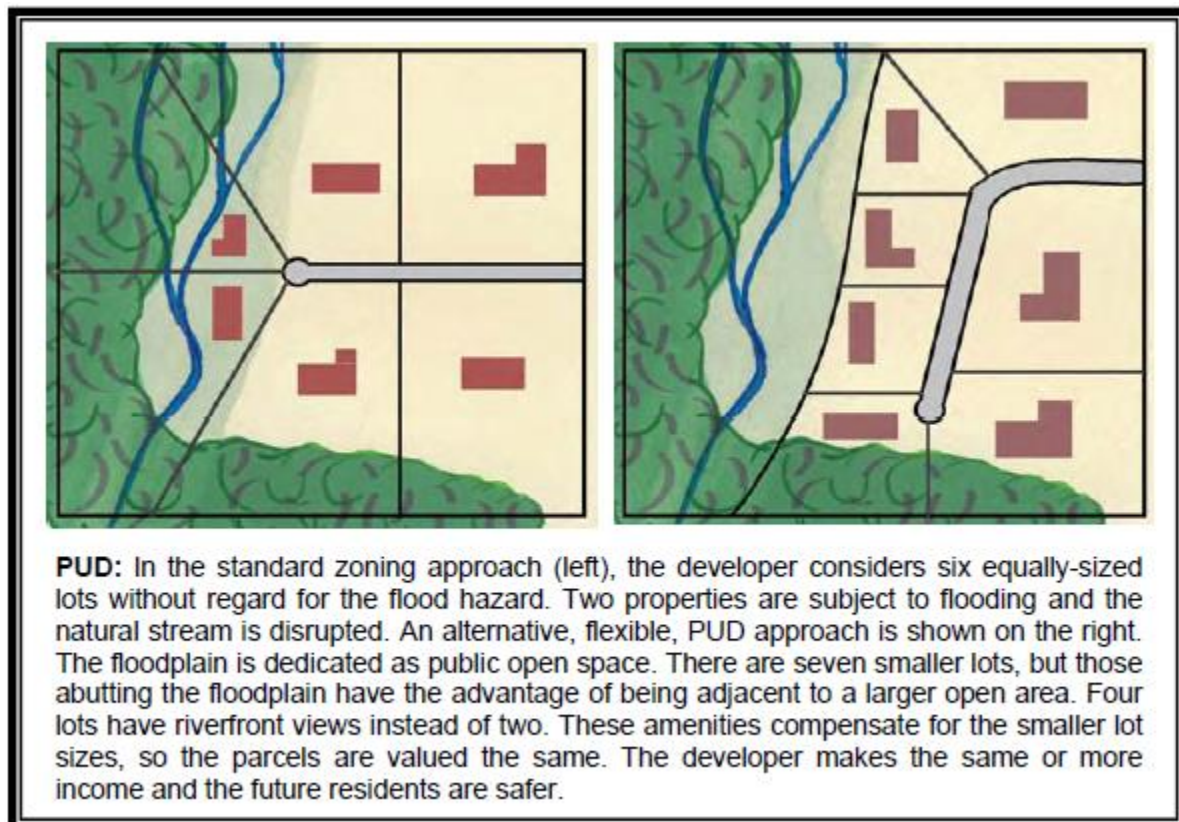 PUD: In the standard zoning approach (left), the developer considers six equally-sized
lots without regard for the flood hazard. Two properties are subject to flooding and the
natural stream is disrupted. An alternative, flexible, PUD approach is shown on the right.
The floodplain is dedicated as public open space. There are seven smaller lots, but those
abutting the floodplain have the advantage of being adjacent to a larger open area. Four
lots have riverfront views instead of two. These amenities compensate for the smaller lot
sizes, so the parcels are valued the same. The developer makes the same or more
income and the future residents are safer.